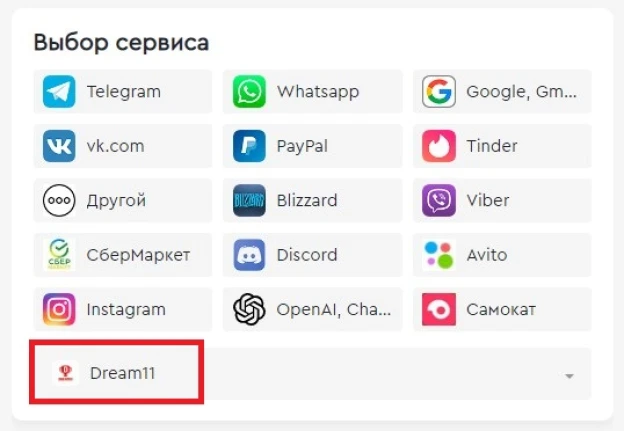 Выбор сервиса
Telegram Whatsapp Google, Gm...
vk.com PayPal Tinder
Другой Blizzard Viber
СберМаркет Discord Avito
Instagram OpenAI, Cha... Самокат
Dream11